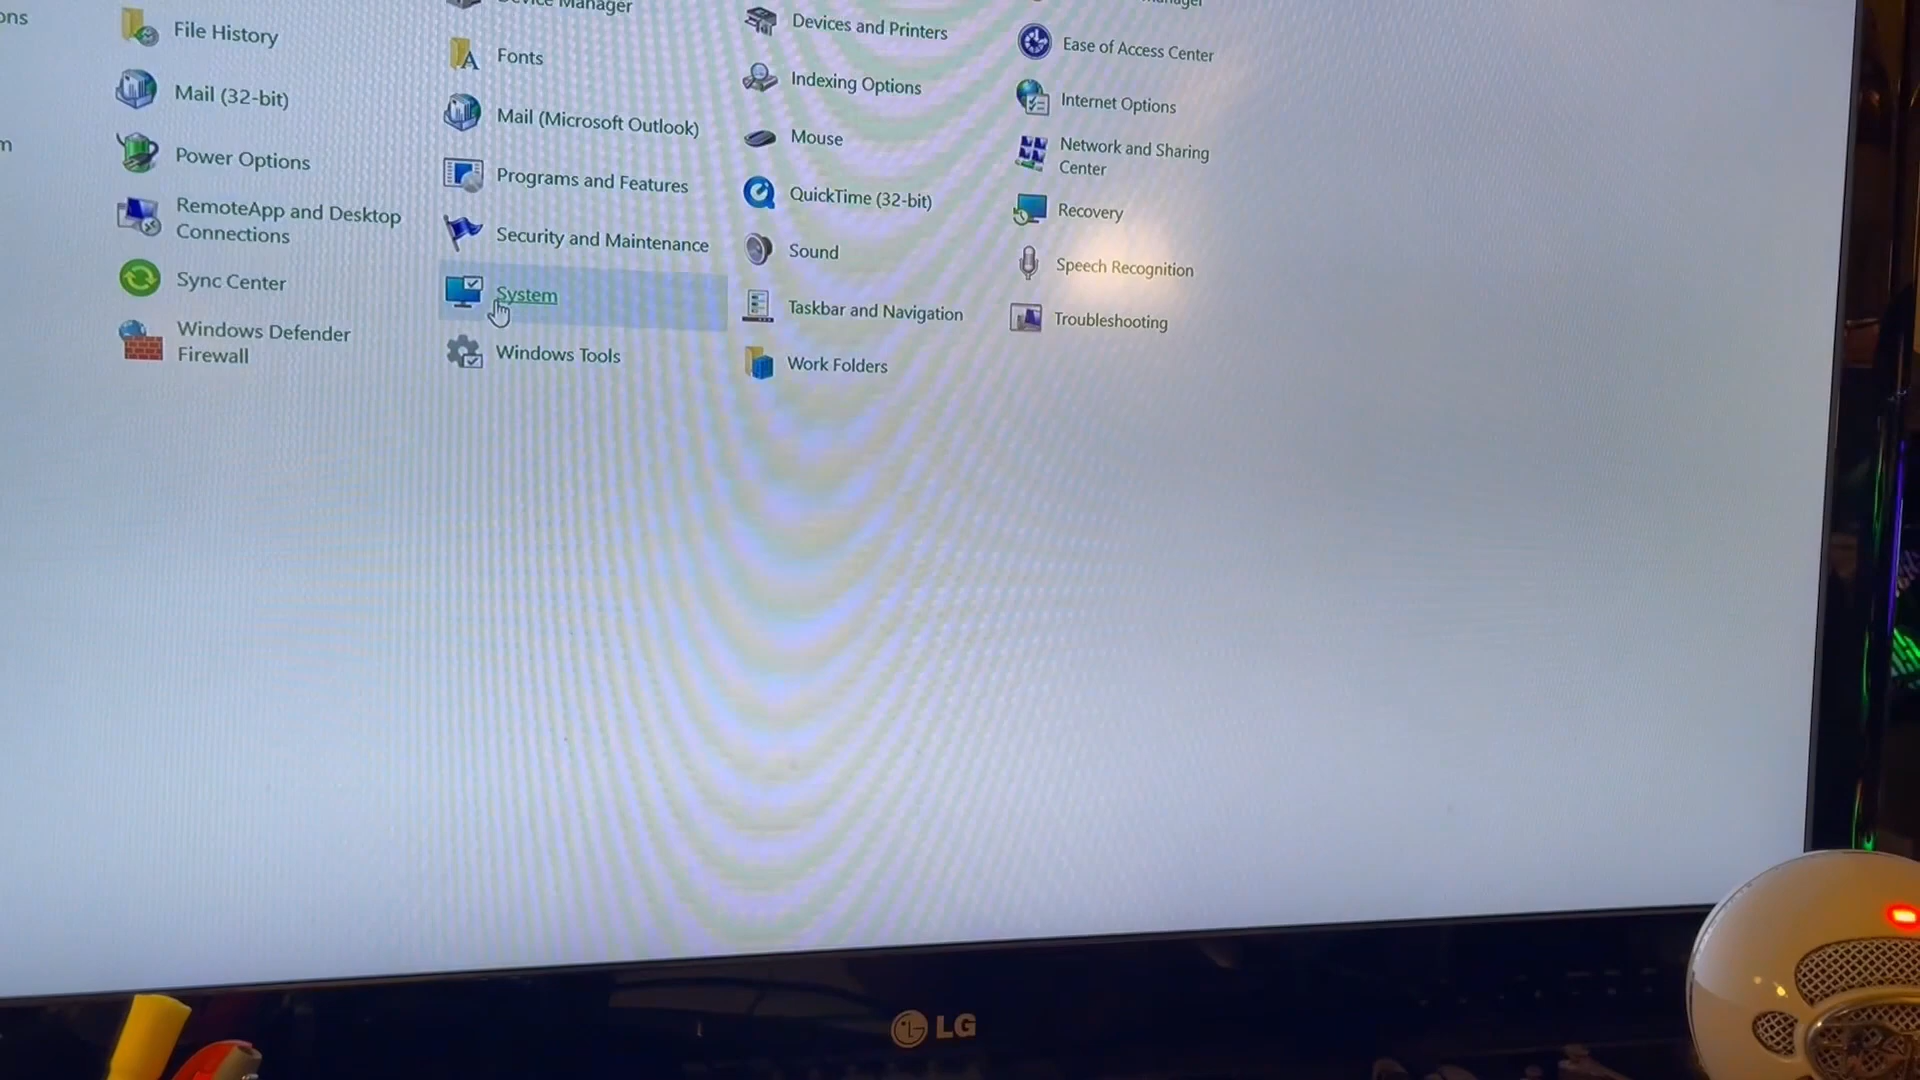 ons
File History
Mail (32-bit)
m
Power Options
RemoteApp and Desktop
Connections
Sync Center
Windows Defender
Firewall
Device Manager
Fonts
Mail (Microsoft Outlook)
Programs and Features
Security and Maintenance
System
Windows Tools
Devices and Printers
Indexing Options
Mouse
QuickTime (32-bit)
Sound
Taskbar and Navigation
Work Folders
Ease of Access Center
Internet Options
Network and Sharing
Center
Recovery
Speech Recognition
Troubleshooting
LG